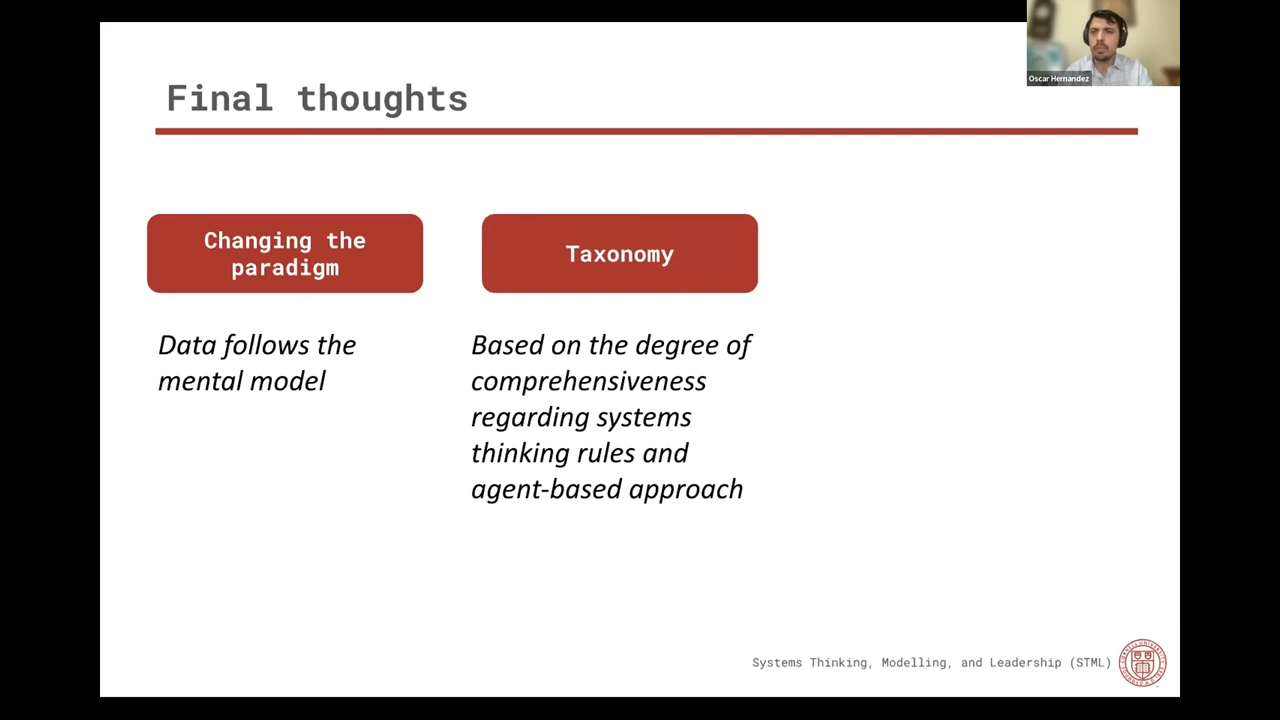 Oscar Hernandez
Final thoughts
Changing the
paradigm
Taxonomy
Data follows the
mental model
Based on the degree of
comprehensiveness
regarding systems
thinking rules and
agent-based approach
Systems Thinking, Modelling, and Leadership (STML)